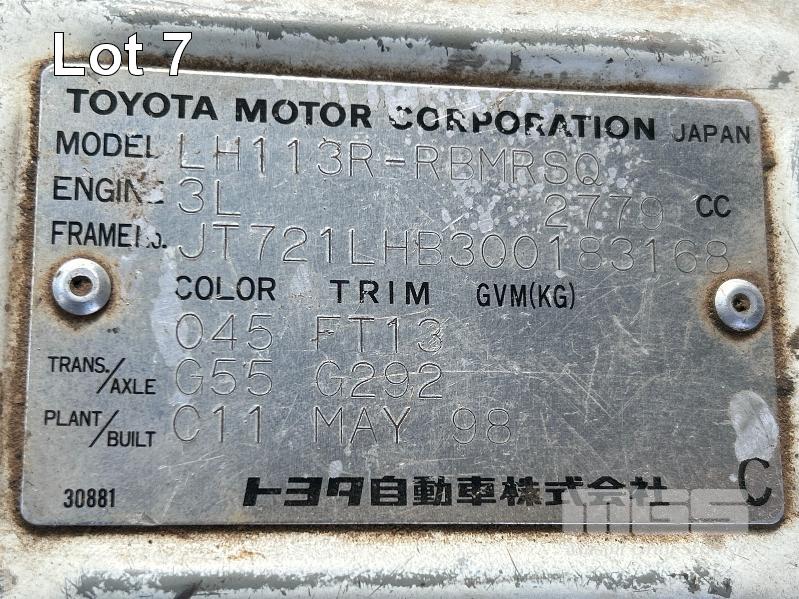 Lot 7
TOYOTA MOTOR CORPORATION JAPAN
MODEL LH113R-RBMRSQ
ENGINE 3L 2779 CC
FRAME No. JT721LHB300183168
COLOR TRIM GVM(KG)
045 FT13
TRANS./AXLE G55 G292
PLANT/BUILT C11 MAY 98
30881 トヨタ自動車株式会社 C
MGS